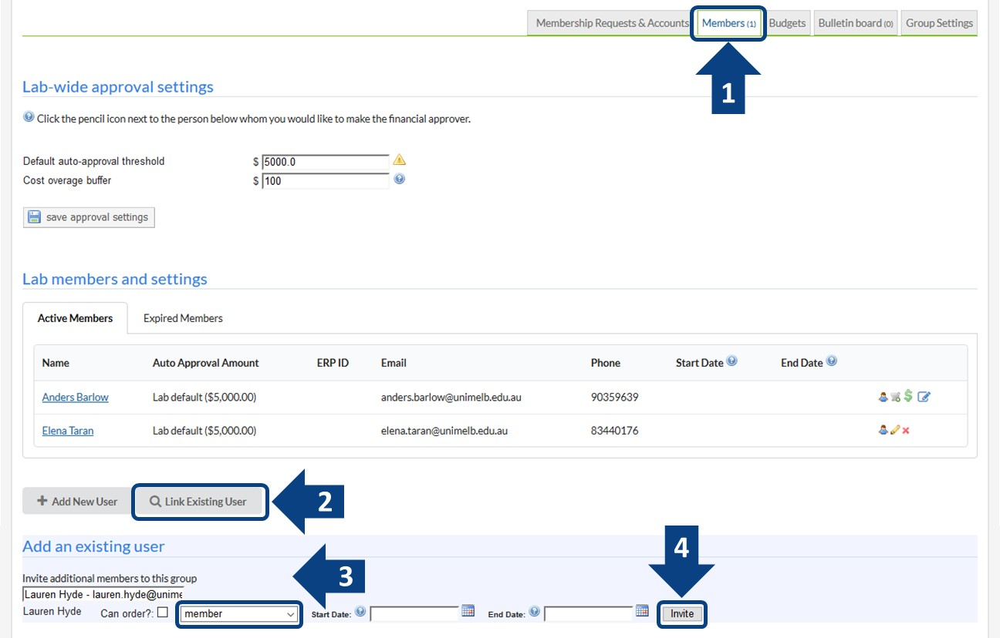 Membership Requests & Accounts Members (1) Budgets Bulletin board (0) Group Settings
1
Lab-wide approval settings
Click the pencil icon next to the person below whom you would like to make the financial approver.
Default auto-approval threshold $ 5000.0
Cost overage buffer $ 100
save approval settings
Lab members and settings
Active Members Expired Members
Name Auto Approval Amount ERP ID Email Phone Start Date End Date
Anders Barlow Lab default ($5,000.00) anders.barlow@unimelb.edu.au 90359639
Elena Taran Lab default ($5,000.00) elena.taran@unimelb.edu.au 83440176
Add New User Link Existing User 2
Add an existing user
4
3
Invite additional members to this group
Lauren Hyde - lauren.hyde@unime
Lauren Hyde Can order?: member Start Date: End Date: Invite